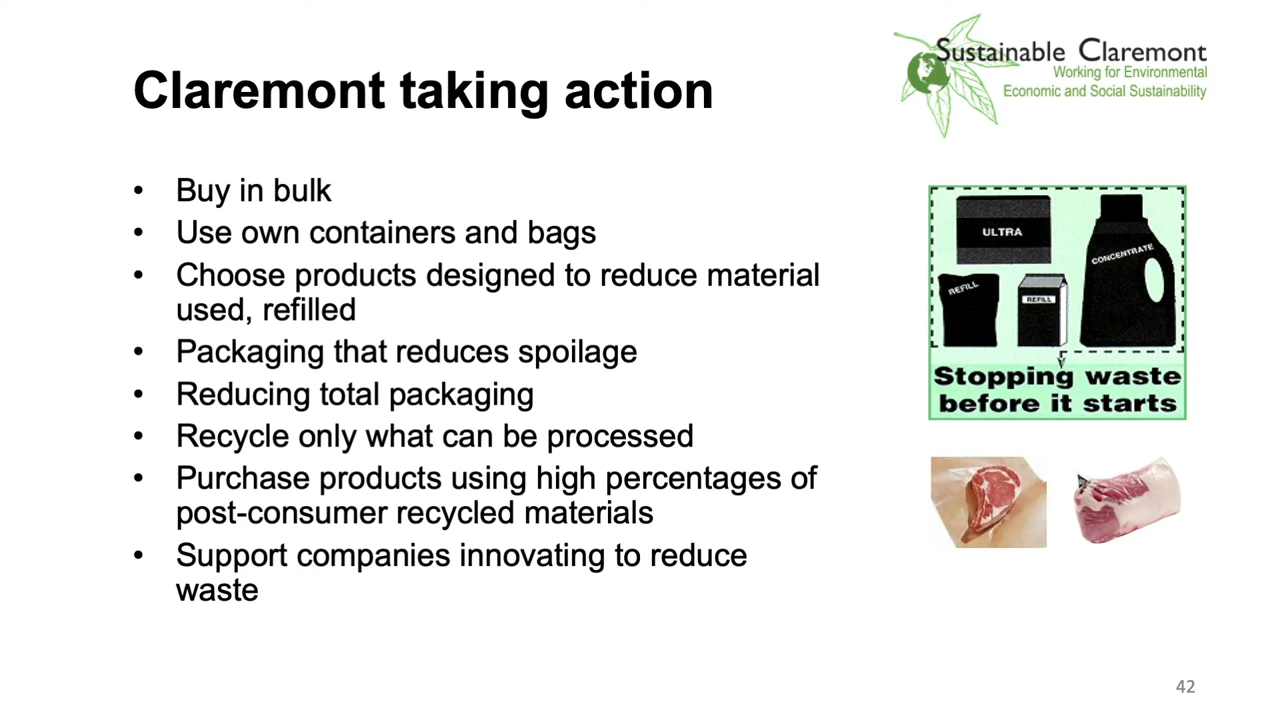 Sustainable Claremont
Working for Environmental
Economic and Social Sustainability
Claremont taking action
• Buy in bulk
• Use own containers and bags
• Choose products designed to reduce material
used, refilled
• Packaging that reduces spoilage
• Reducing total packaging
• Recycle only what can be processed
• Purchase products using high percentages of
post-consumer recycled materials
• Support companies innovating to reduce
waste
ULTRA
CONCENTRATE
REFILL
REFILL
Stopping waste
before it starts
42